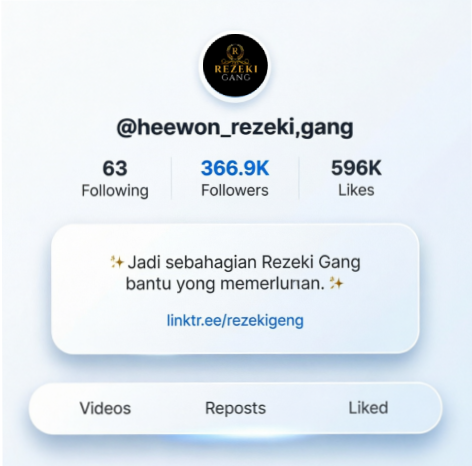 R
REZEKI
GANG
@heewon_rezeki,gang
63 366.9K 596K
Following Followers Likes
✨Jadi sebahagian Rezeki Gang
bantu yong memerlurıan.✨
linktr.ee/rezekigeng
Videos Reposts Liked